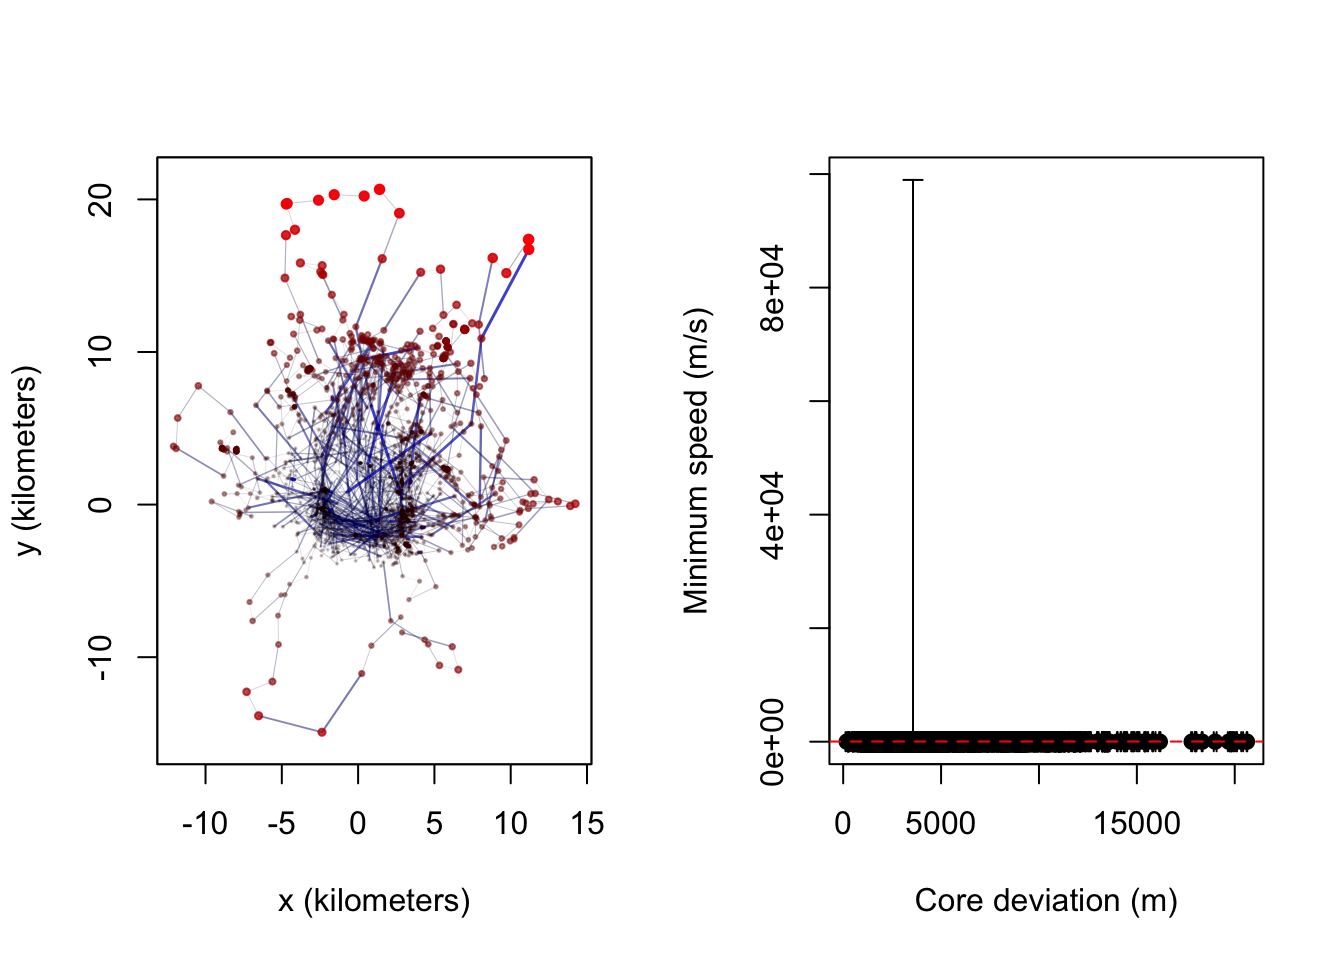 y (kilometers)
20
10
0
-10
-10 -5 0 5 10 15
x (kilometers)
Minimum speed (m/s)
8e+04
4e+04
0e+00
0 5000 15000
Core deviation (m)